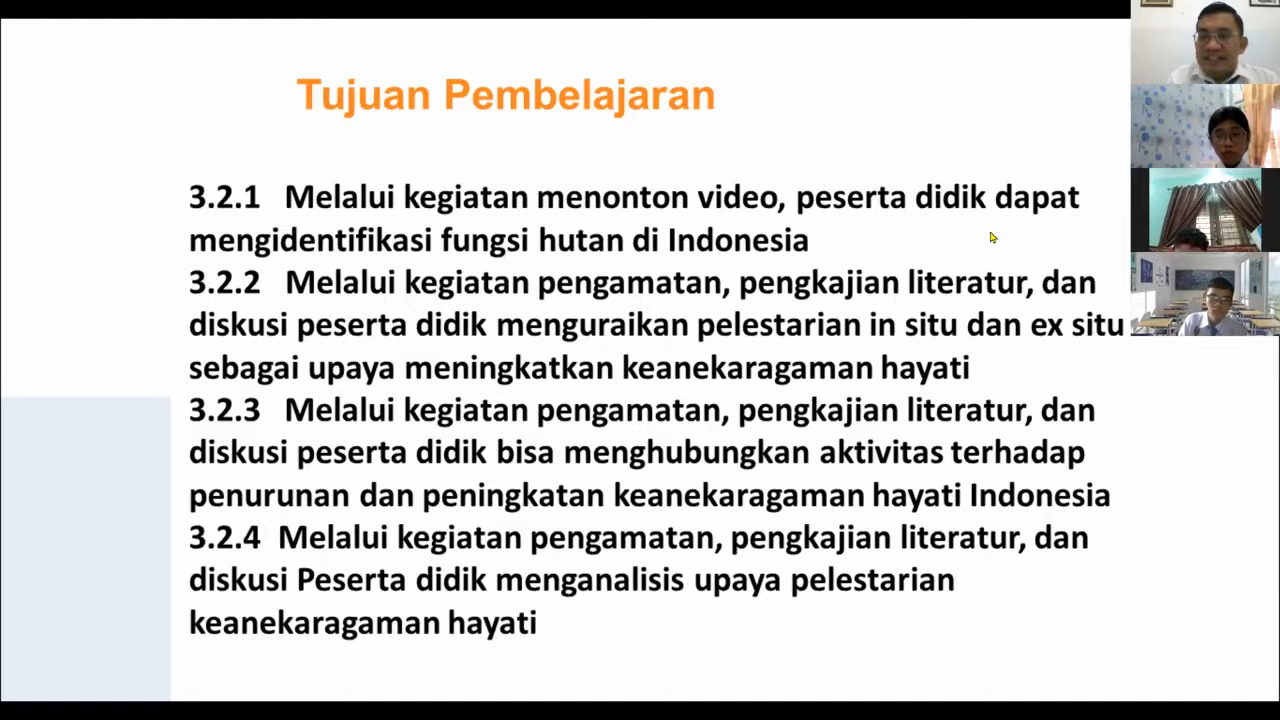 Tujuan Pembelajaran
3.2.1 Melalui kegiatan menonton video, peserta didik dapat
mengidentifikasi fungsi hutan di Indonesia
3.2.2 Melalui kegiatan pengamatan, pengkajian literatur, dan
diskusi peserta didik menguraikan pelestarian in situ dan ex situ
sebagai upaya meningkatkan keanekaragaman hayati
3.2.3 Melalui kegiatan pengamatan, pengkajian literatur, dan
diskusi peserta didik bisa menghubungkan aktivitas terhadap
penurunan dan peningkatan keanekaragaman hayati Indonesia
3.2.4 Melalui kegiatan pengamatan, pengkajian literatur, dan
diskusi Peserta didik menganalisis upaya pelestarian
keanekaragaman hayati